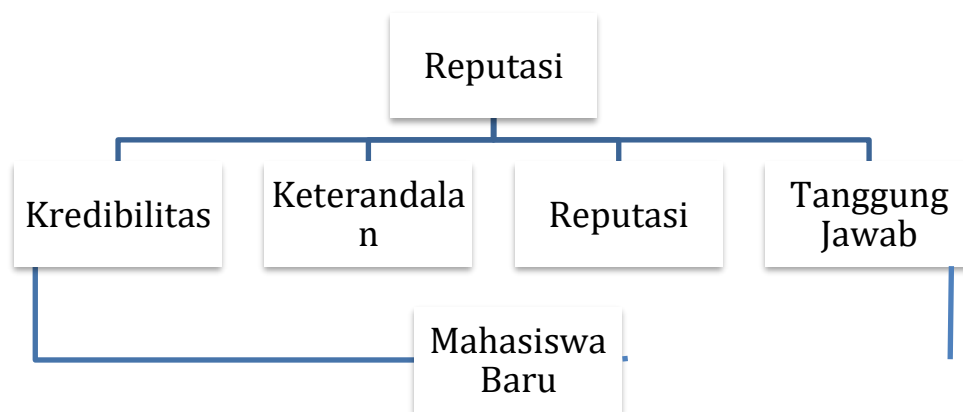 Reputasi
Kredibilitas
Keterandala
n
Reputasi
Tanggung
Jawab
Mahasiswa
Baru